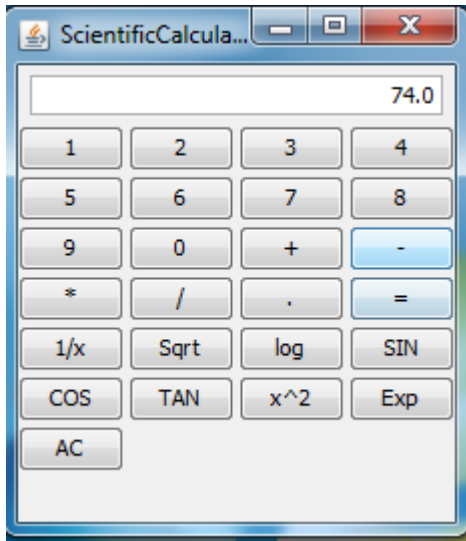 ScientificCalcula...
74.0
1 2 3 4
5 6 7 8
9 0 + -
* / . =
1/x Sqrt log SIN
COS TAN x^2 Exp
AC